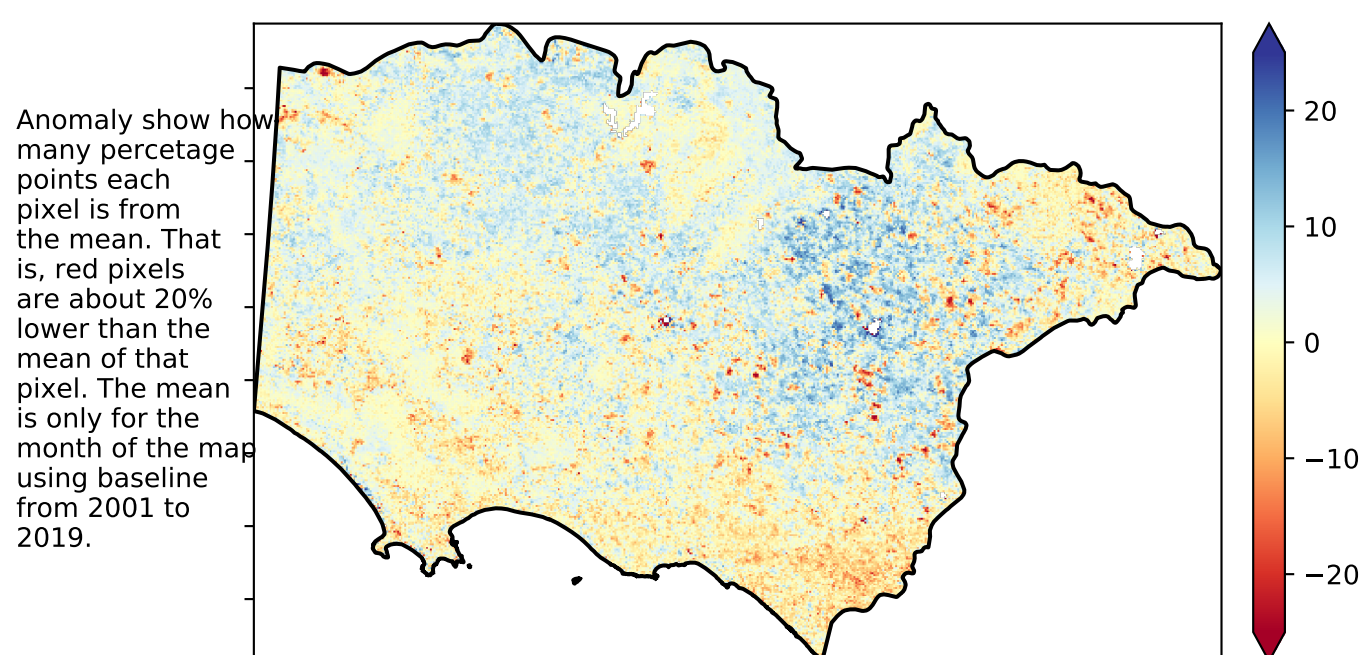 Anomaly show how
many percetage
points each
pixel is from
the mean. That
is, red pixels
are about 20%
lower than the
mean of that
pixel. The mean
is only for the
month of the map
using baseline
from 2001 to
2019.
20
10
0
−10
−20